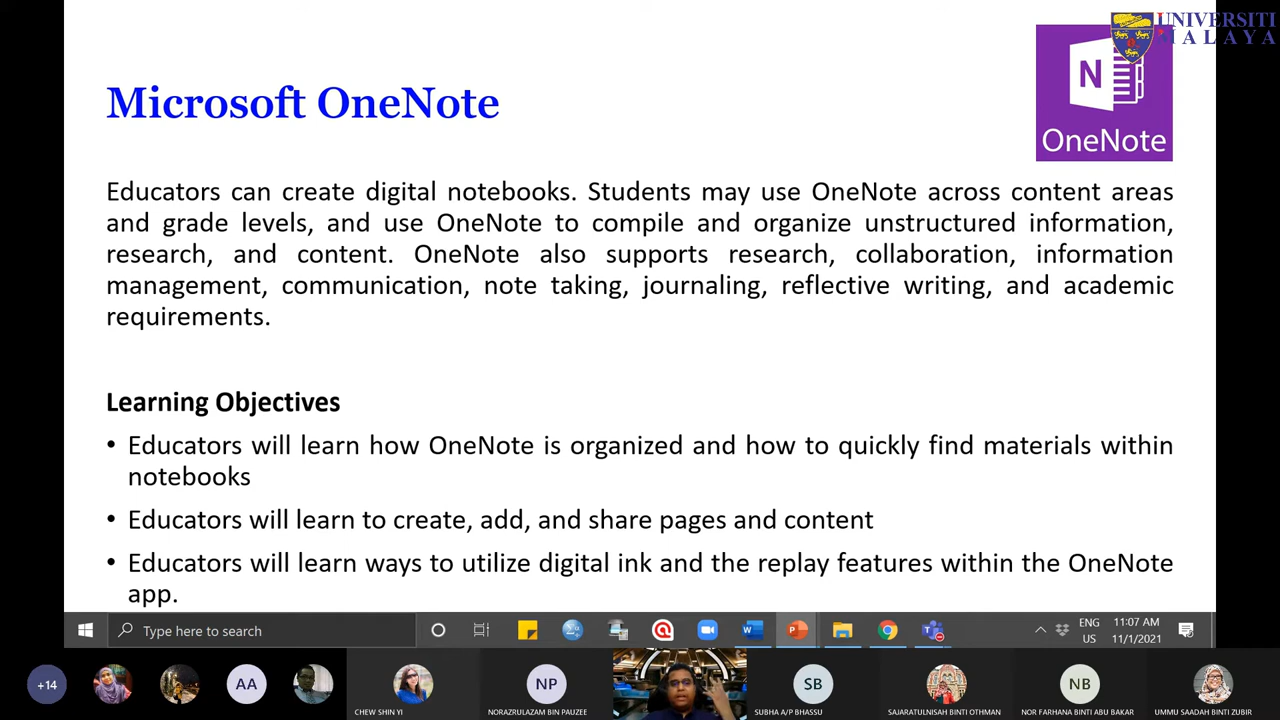 UNIVERSITI
MALAYA
N
OneNote
Microsoft OneNote
Educators can create digital notebooks. Students may use OneNote across content areas
and grade levels, and use OneNote to compile and organize unstructured information,
research, and content. OneNote also supports research, collaboration, information
management, communication, note taking, journaling, reflective writing, and academic
requirements.
Learning Objectives
• Educators will learn how OneNote is organized and how to quickly find materials within
notebooks
• Educators will learn to create, add, and share pages and content
• Educators will learn ways to utilize digital ink and the replay features within the OneNote
app.
Type here to search
ENG
US
11:07 AM
11/1/2021
+14
AA
CHEW SHIN YI
NP
NORAZRULAZAM BIN PAUZEE
SB
SUBHA A/P BHASSU
SAJARATULNISAH BINTI OTHMAN
NB
NOR FARHANA BINTI ABU BAKAR
UMMU SAADAH BINTI ZUBIR